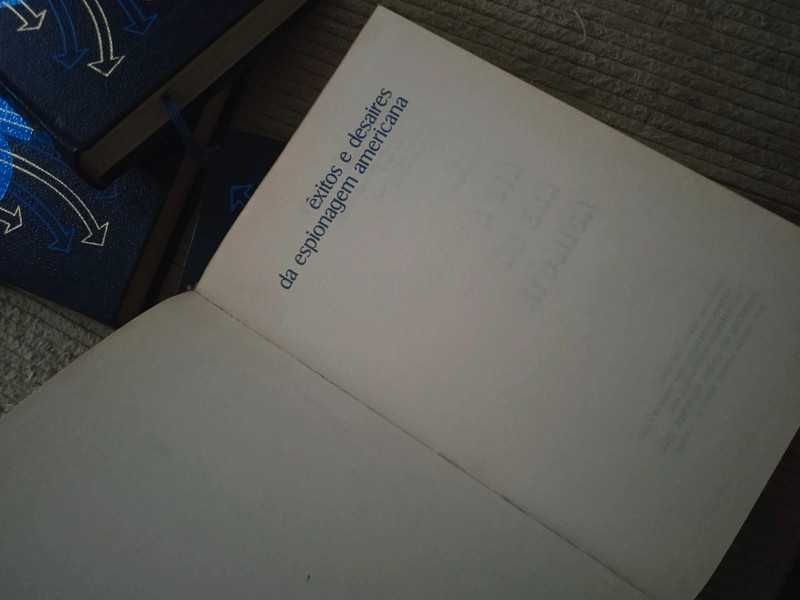 êxitos e desaires
da espionagem americana